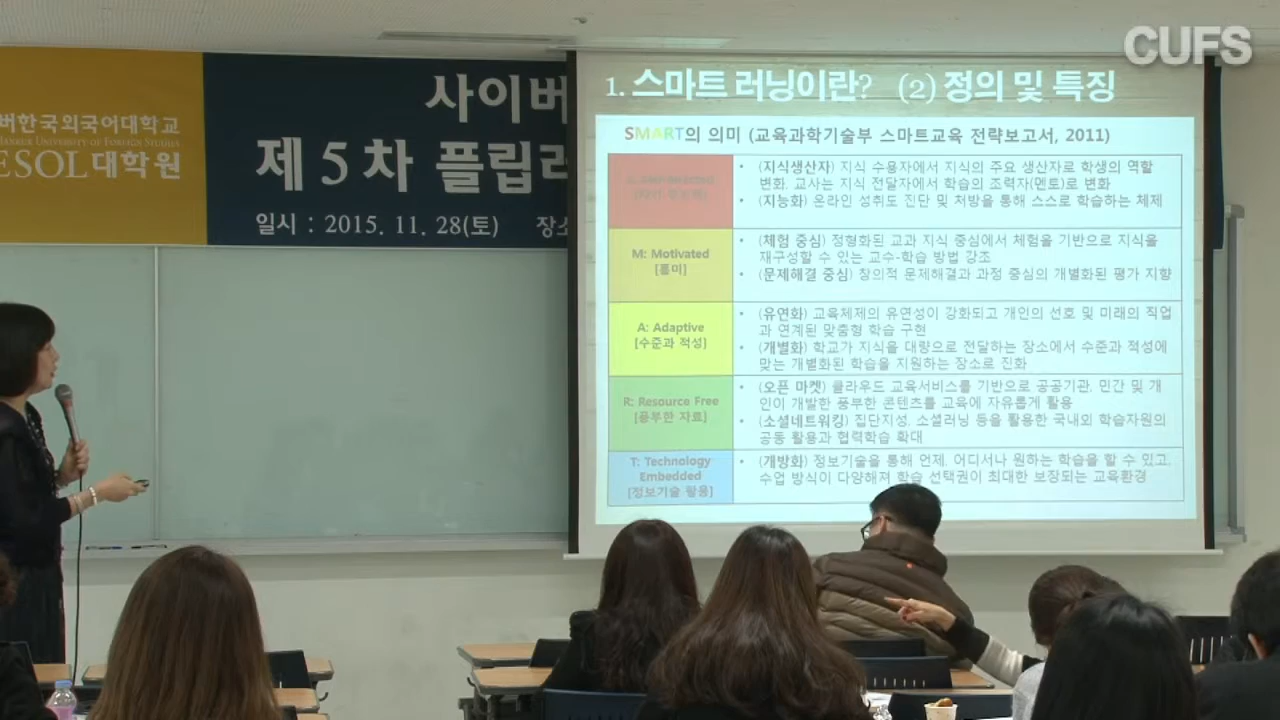 CUFS
버한국외국어대학교
HANKUK UNIVERSITY OF FOREIGN STUDIES
ESOL대학원
사이버
제 5 차 플립러
일시 : 2015. 11. 28(토) 장소
1. 스마트 러닝이란? (2) 정의 및 특징
SMART의 의미 (교육과학기술부 스마트교육 전략보고서, 2011)
• (지식생산자) 지식 수용자에서 지식의 주요 생산자로 학생의 역할
변화, 교사는 지식 전달자에서 학습의 조력자(멘토)로 변화
• (지능화) 온라인 성취도 진단 및 처방을 통해 스스로 학습하는 체제
M: Motivated
[흥미]
• (체험 중심) 정형화된 교과 지식 중심에서 체험을 기반으로 지식을
재구성할 수 있는 교수-학습 방법 강조
• (문제해결 중심) 창의적 문제해결과 과정 중심의 개별화된 평가 지향
A: Adaptive
[수준과 적성]
• (유연화) 교육체제의 유연성이 강화되고 개인의 선호 및 미래의 직업
과 연계된 맞춤형 학습 구현
• (개별화) 학교가 지식을 대량으로 전달하는 장소에서 수준과 적성에
맞는 개별화된 학습을 지원하는 장소로 진화
R: Resource Free
[풍부한 자료]
• (오픈 마켓) 클라우드 교육서비스를 기반으로 공공기관, 민간 및 개
인이 개발한 풍부한 콘텐츠를 교육에 자유롭게 활용
• (소셜네트워킹) 집단지성, 소셜러닝 등을 활용한 국내외 학습자원의
공동 활용과 협력학습 확대
T: Technology
Embedded
[정보기술 활용]
• (개방화) 정보기술을 통해 언제, 어디서나 원하는 학습을 할 수 있고,
수업 방식이 다양해져 학습 선택권이 최대한 보장되는 교육환경